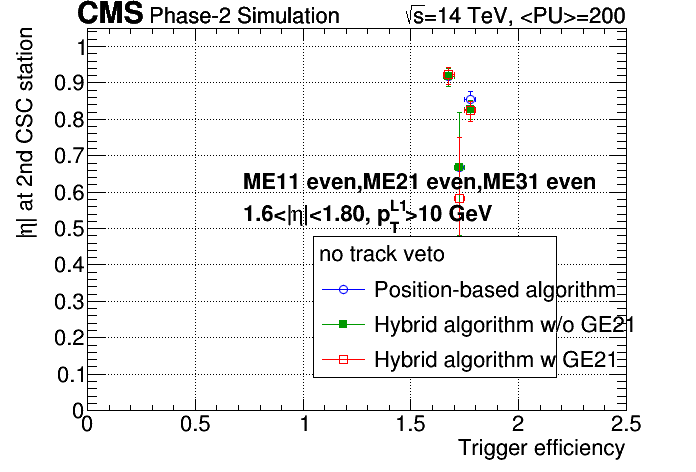 CMS Phase-2 Simulation √s=14 TeV, <PU>=200
|η| at 2nd CSC station
1
0.9
0.8
0.7
0.6
0.5
0.4
0.3
0.2
0.1
0
ME11 even,ME21 even,ME31 even
1.6<|η|<1.80, p_T^L1>10 GeV
no track veto
Position-based algorithm
Hybrid algorithm w/o GE21
Hybrid algorithm w GE21
0 0.5 1 1.5 2 2.5
Trigger efficiency